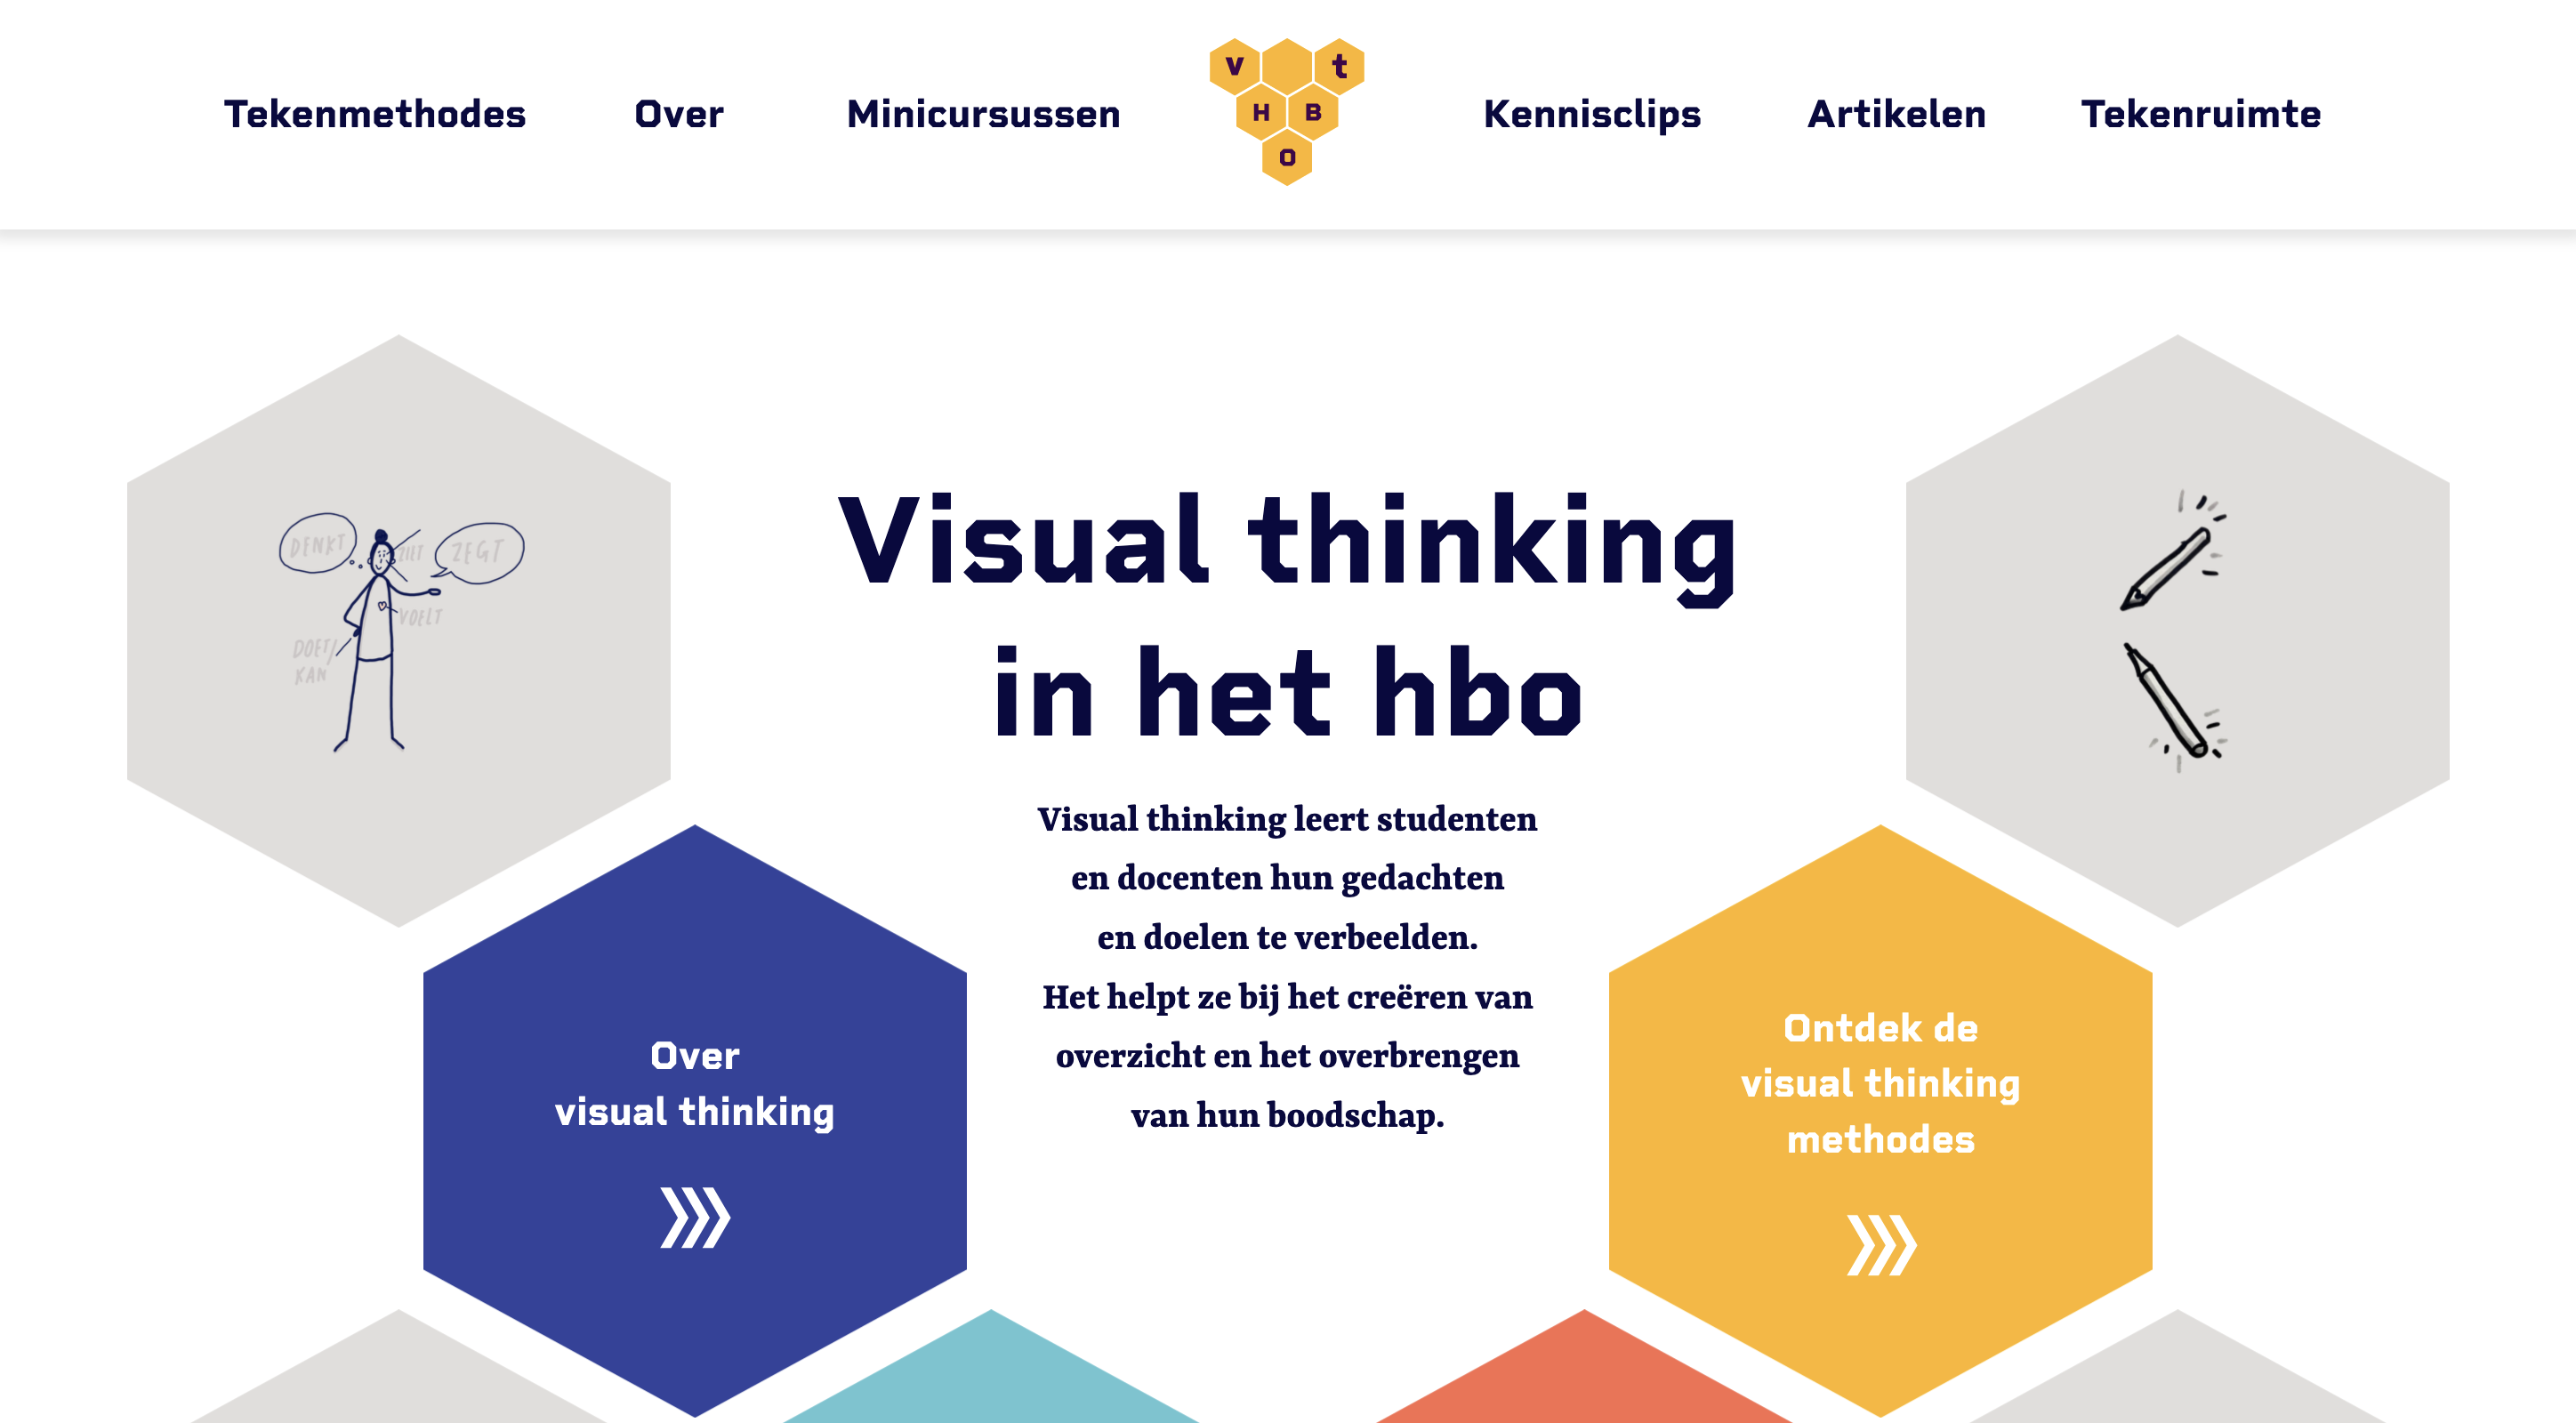 Tekenmethodes Over Minicursussen
v t
H B
O
Kennisclips Artikelen Tekenruimte
DENKT
ZIET
ZEGT
VOELT
DOET/
KAN
Visual thinking
in het hbo
Visual thinking leert studenten
en docenten hun gedachten
en doelen te verbeelden.
Het helpt ze bij het creëren van
overzicht en het overbrengen
van hun boodschap.
Over
visual thinking
Ontdek de
visual thinking
methodes